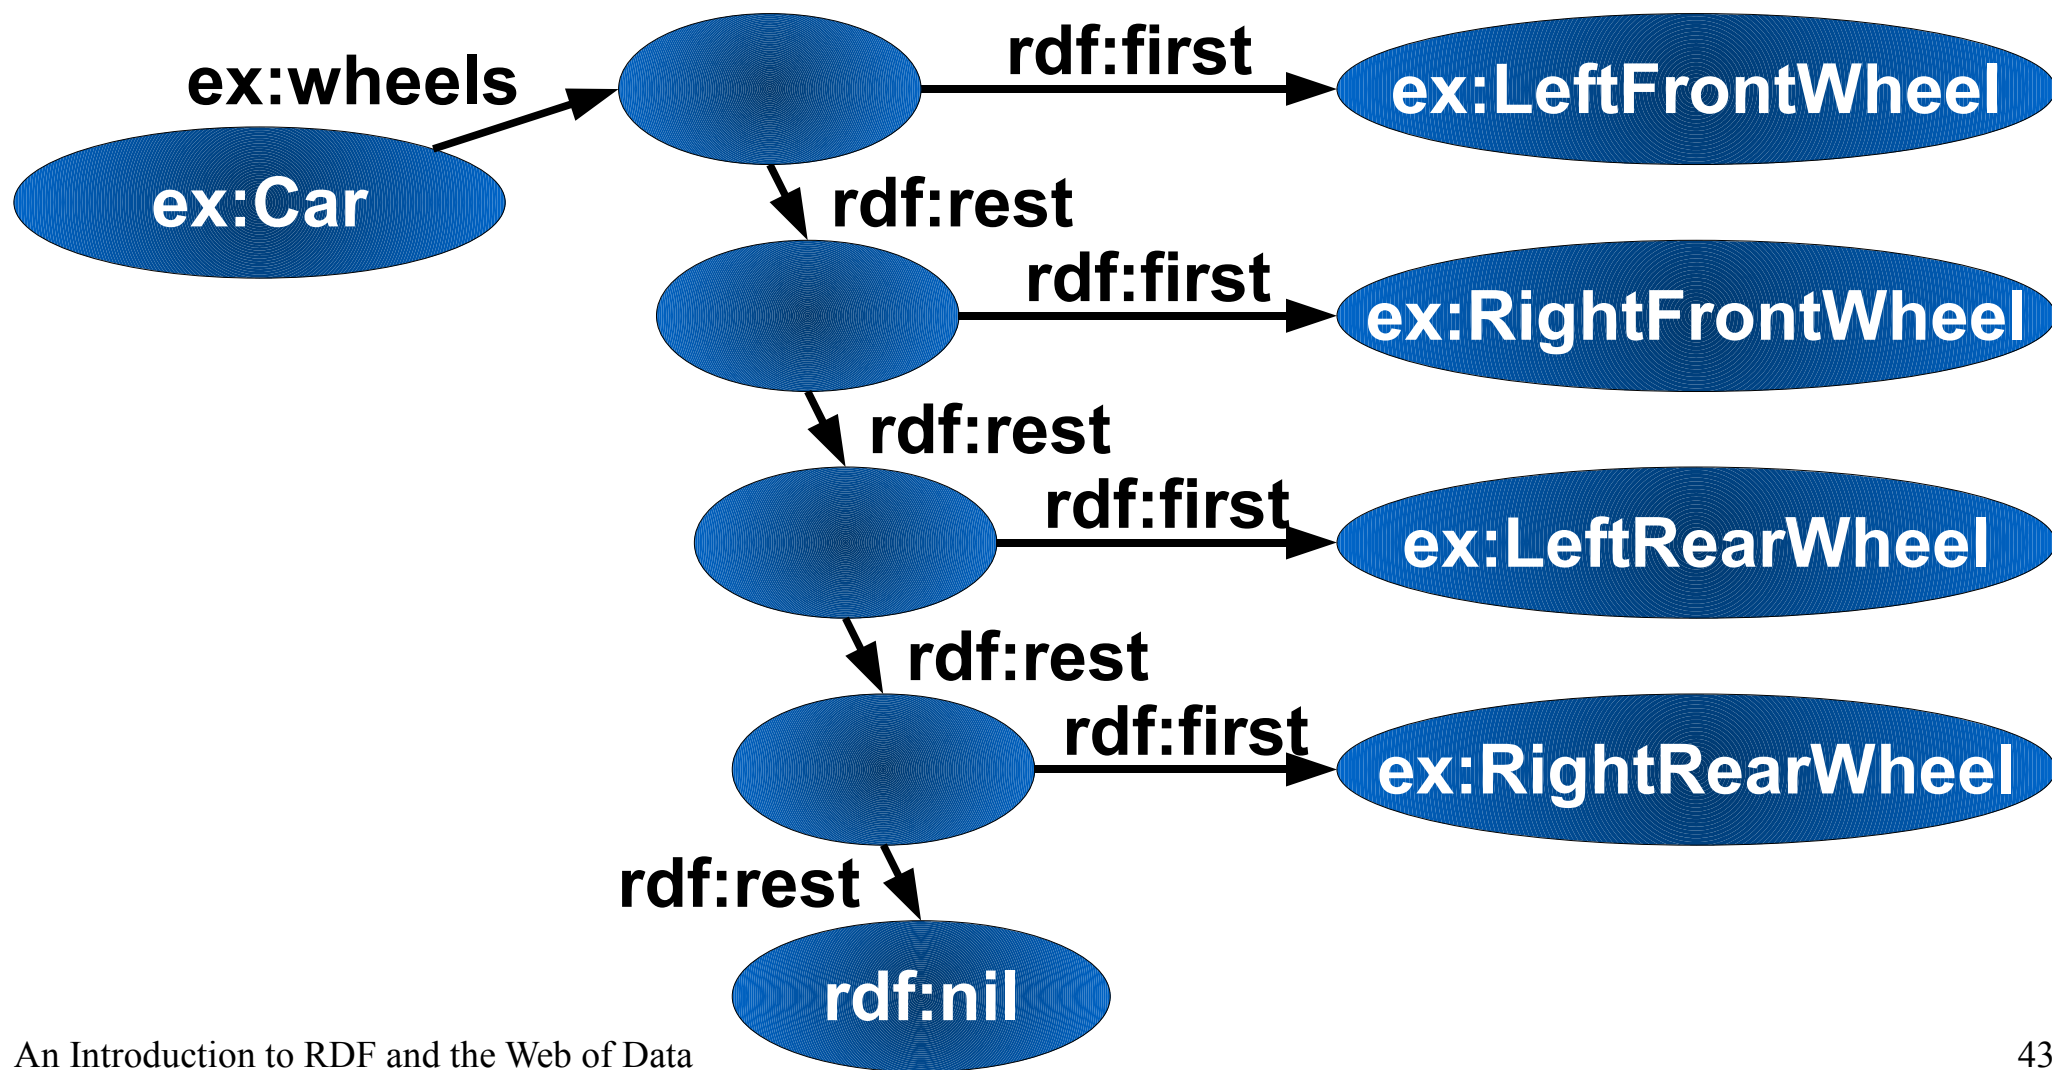 ex:wheels
rdf:first
ex:LeftFrontWheel
ex:Car
rdf:rest
rdf:first
ex:RightFrontWheel
rdf:rest
rdf:first
ex:LeftRearWheel
rdf:rest
rdf:first
ex:RightRearWheel
rdf:rest
rdf:nil
An Introduction to RDF and the Web of Data
43